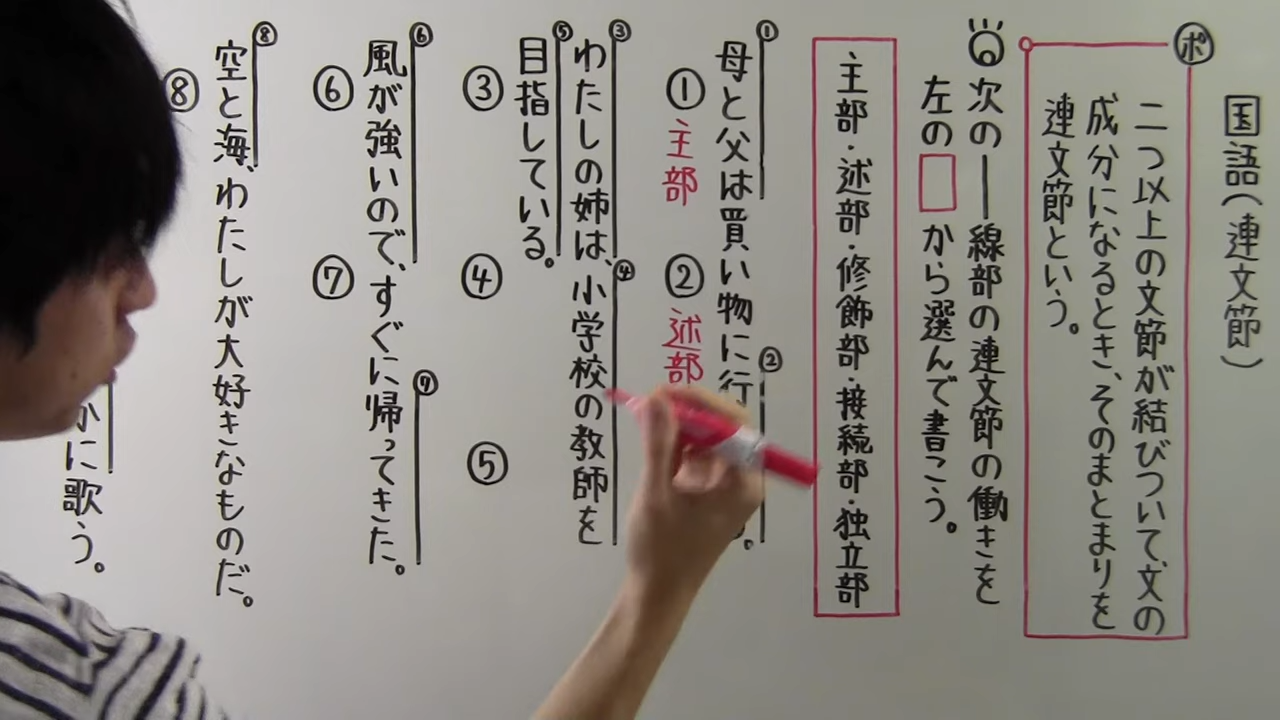 国語(連文節)
ポ
二つ以上の文節が結びついて、文の
成分になるとき、そのまとまりを
連文節という。
次の―線部の連文節の働きを
左の□から選んで書こう。
主部・述部・修飾部・接続部・独立部
① ②
母と父は買い物に行
① 主部 ② 述部
③ ④
わたしの姉は、小学校の教師を
⑤
目指している。
③ ④ ⑤
⑥ ⑦
風が強いので、すぐに帰ってきた。
⑥ ⑦
⑧
空と海、わたしが大好きなものだ。
⑧
かに歌う。